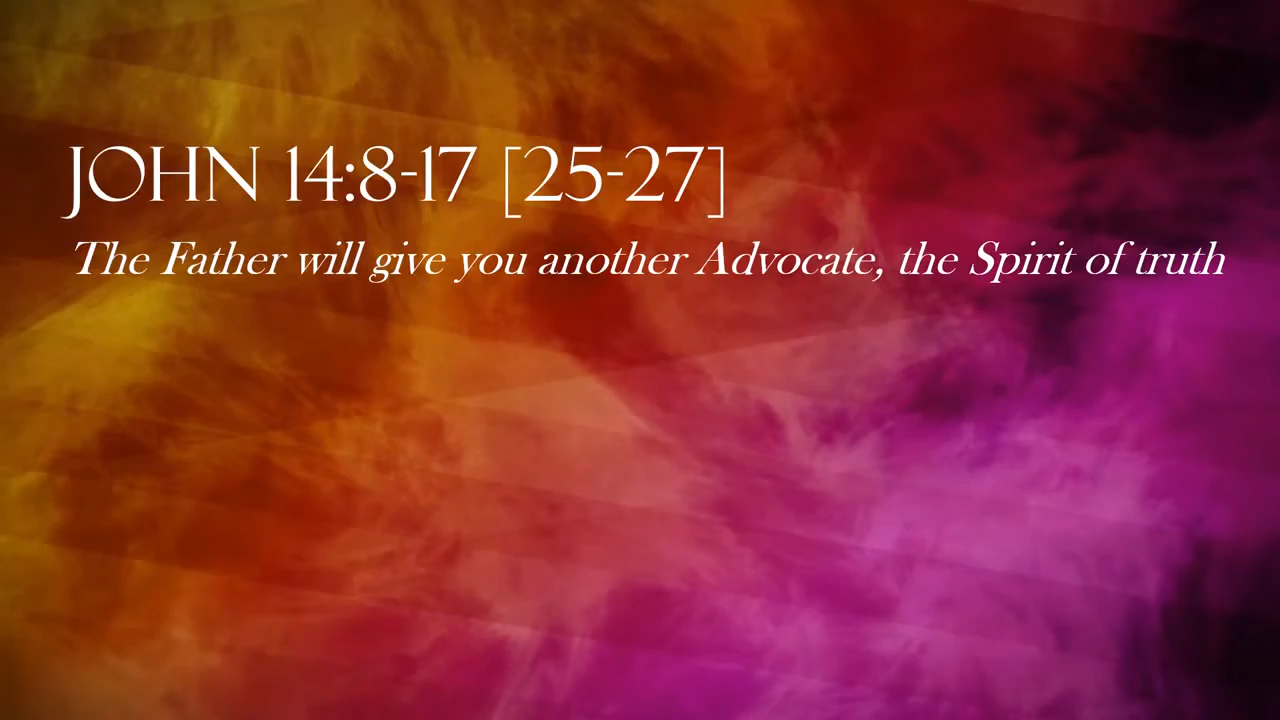 JOHN 14:8-17 [25-27]
The Father will give you another Advocate, the Spirit of truth